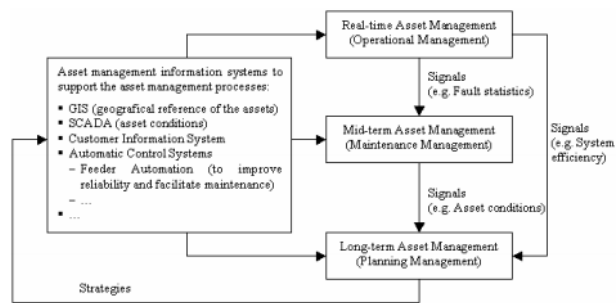 Asset management information systems to
support the asset management processes:
▪ GIS (geografical reference of the assets)
▪ SCADA (asset conditions)
▪ Customer Information System
▪ Automatic Control Systems
– Feeder Automation (to improve
reliability and facilitate maintenance)
– ...
▪ ...
Real-time Asset Management
(Operational Management)
Signals
(e.g. Fault statistics)
Mid-term Asset Management
(Maintenance Management)
Signals
(e.g. System
efficiency)
Signals
(e.g. Asset conditions)
Long-term Asset Management
(Planning Management)
Strategies